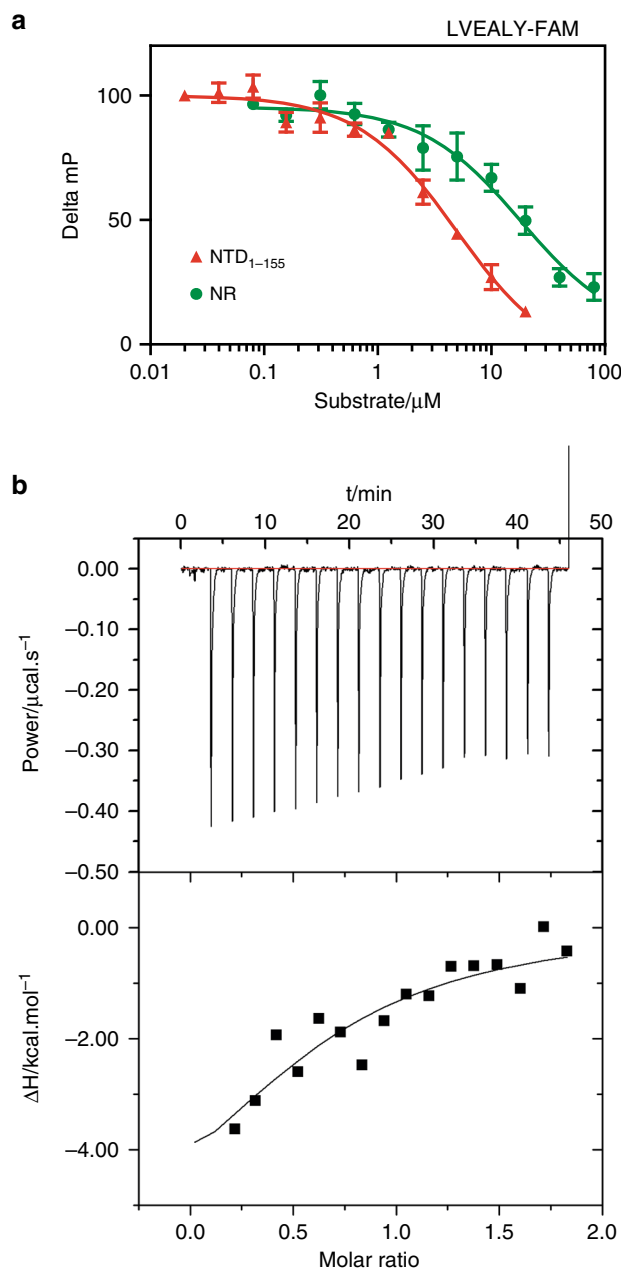 a
LVEALY-FAM
100
50
0
Delta mP
NTD1–155
NR
0.01 0.1 1 10 100
Substrate/μM
b
t/min
0 10 20 30 40 50
0.00
–0.10
–0.20
–0.30
–0.40
–0.50
Power/μcal.s–1
0.00
–2.00
–4.00
ΔH/kcal.mol–1
0.0 0.5 1.0 1.5 2.0
Molar ratio